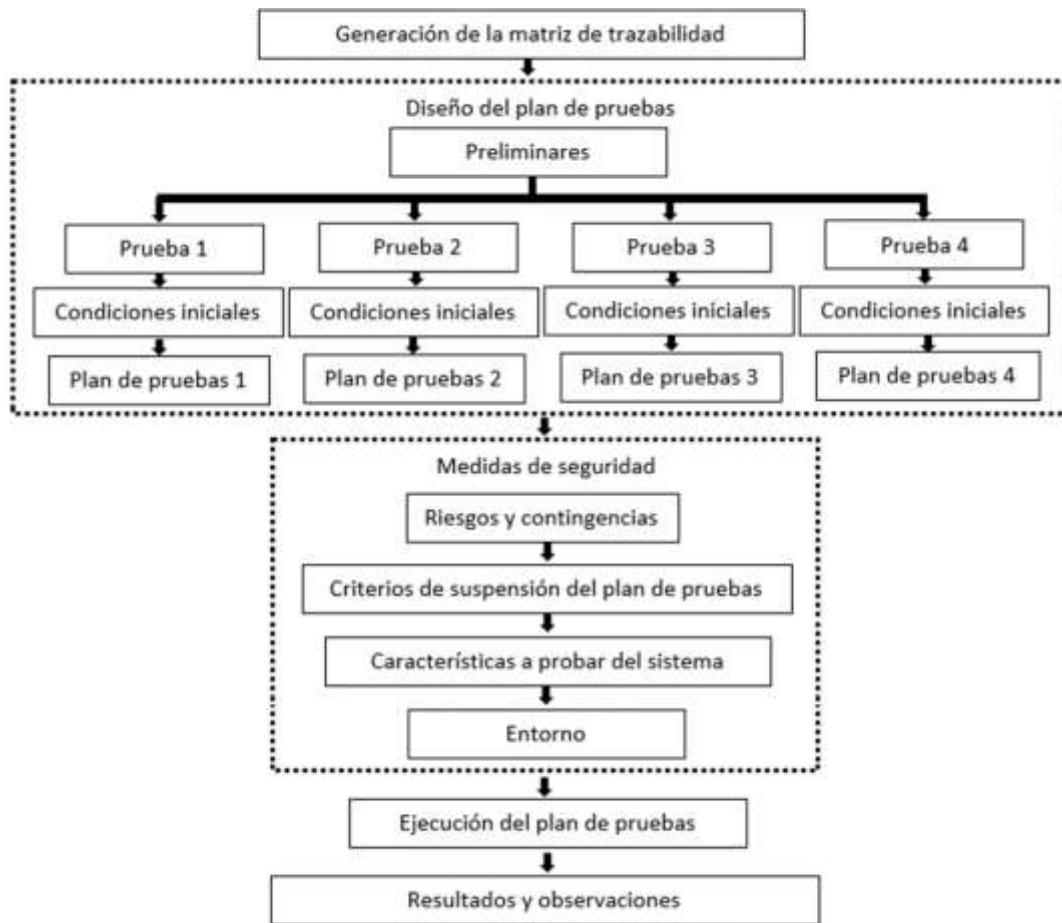 Generación de la matriz de trazabilidad
Diseño del plan de pruebas
Preliminares
Prueba 1
Prueba 2
Prueba 3
Prueba 4
Condiciones iniciales
Condiciones iniciales
Condiciones iniciales
Condiciones iniciales
Plan de pruebas 1
Plan de pruebas 2
Plan de pruebas 3
Plan de pruebas 4
Medidas de seguridad
Riesgos y contingencias
Criterios de suspensión del plan de pruebas
Características a probar del sistema
Entorno
Ejecución del plan de pruebas
Resultados y observaciones